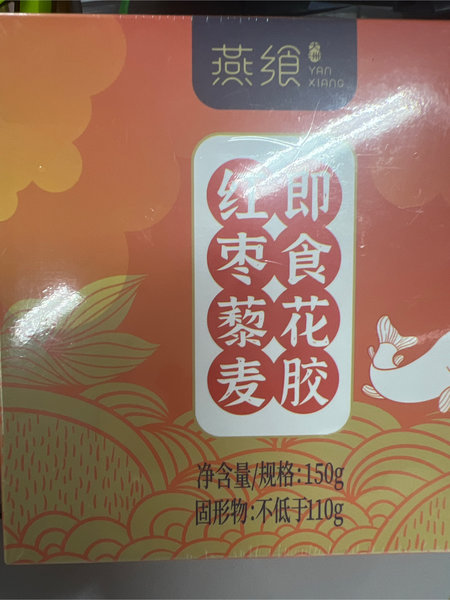 燕飨
YAN
XIANG
即食花胶
红枣藜麦
净含量/规格:150g
固形物:不低于110g